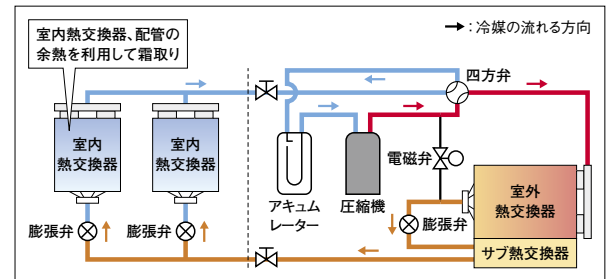 室内熱交換器、配管の
余熱を利用して霜取り
→:冷媒の流れる方向
四方弁
室内
熱交換器
室内
熱交換器
アキュム
レーター
圧縮機
電磁弁
室外
熱交換器
膨張弁
膨張弁
膨張弁
サブ熱交換器